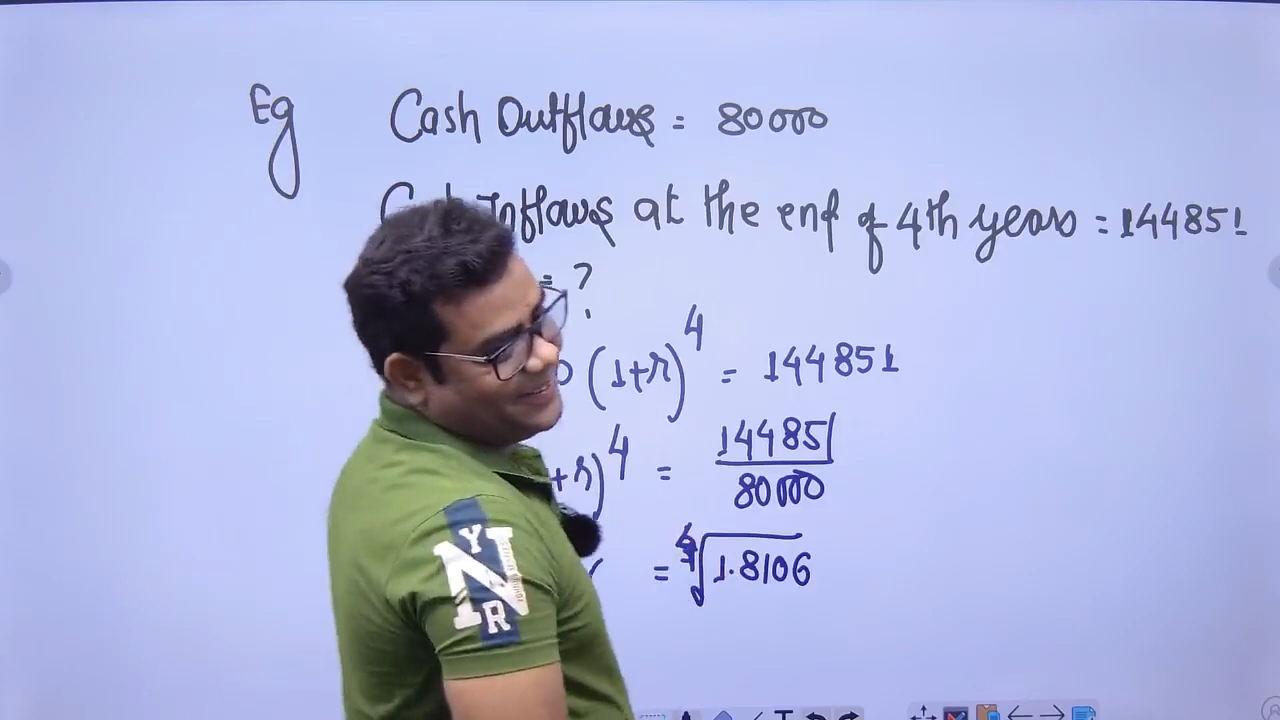 Eg Cash Outflows = 80000
Inflows at the end of 4th years = 144851
= ?
0 (1+r)^4 = 144851
+r)^4 = 144851
80000
= 4√1.8106
Y
N
R